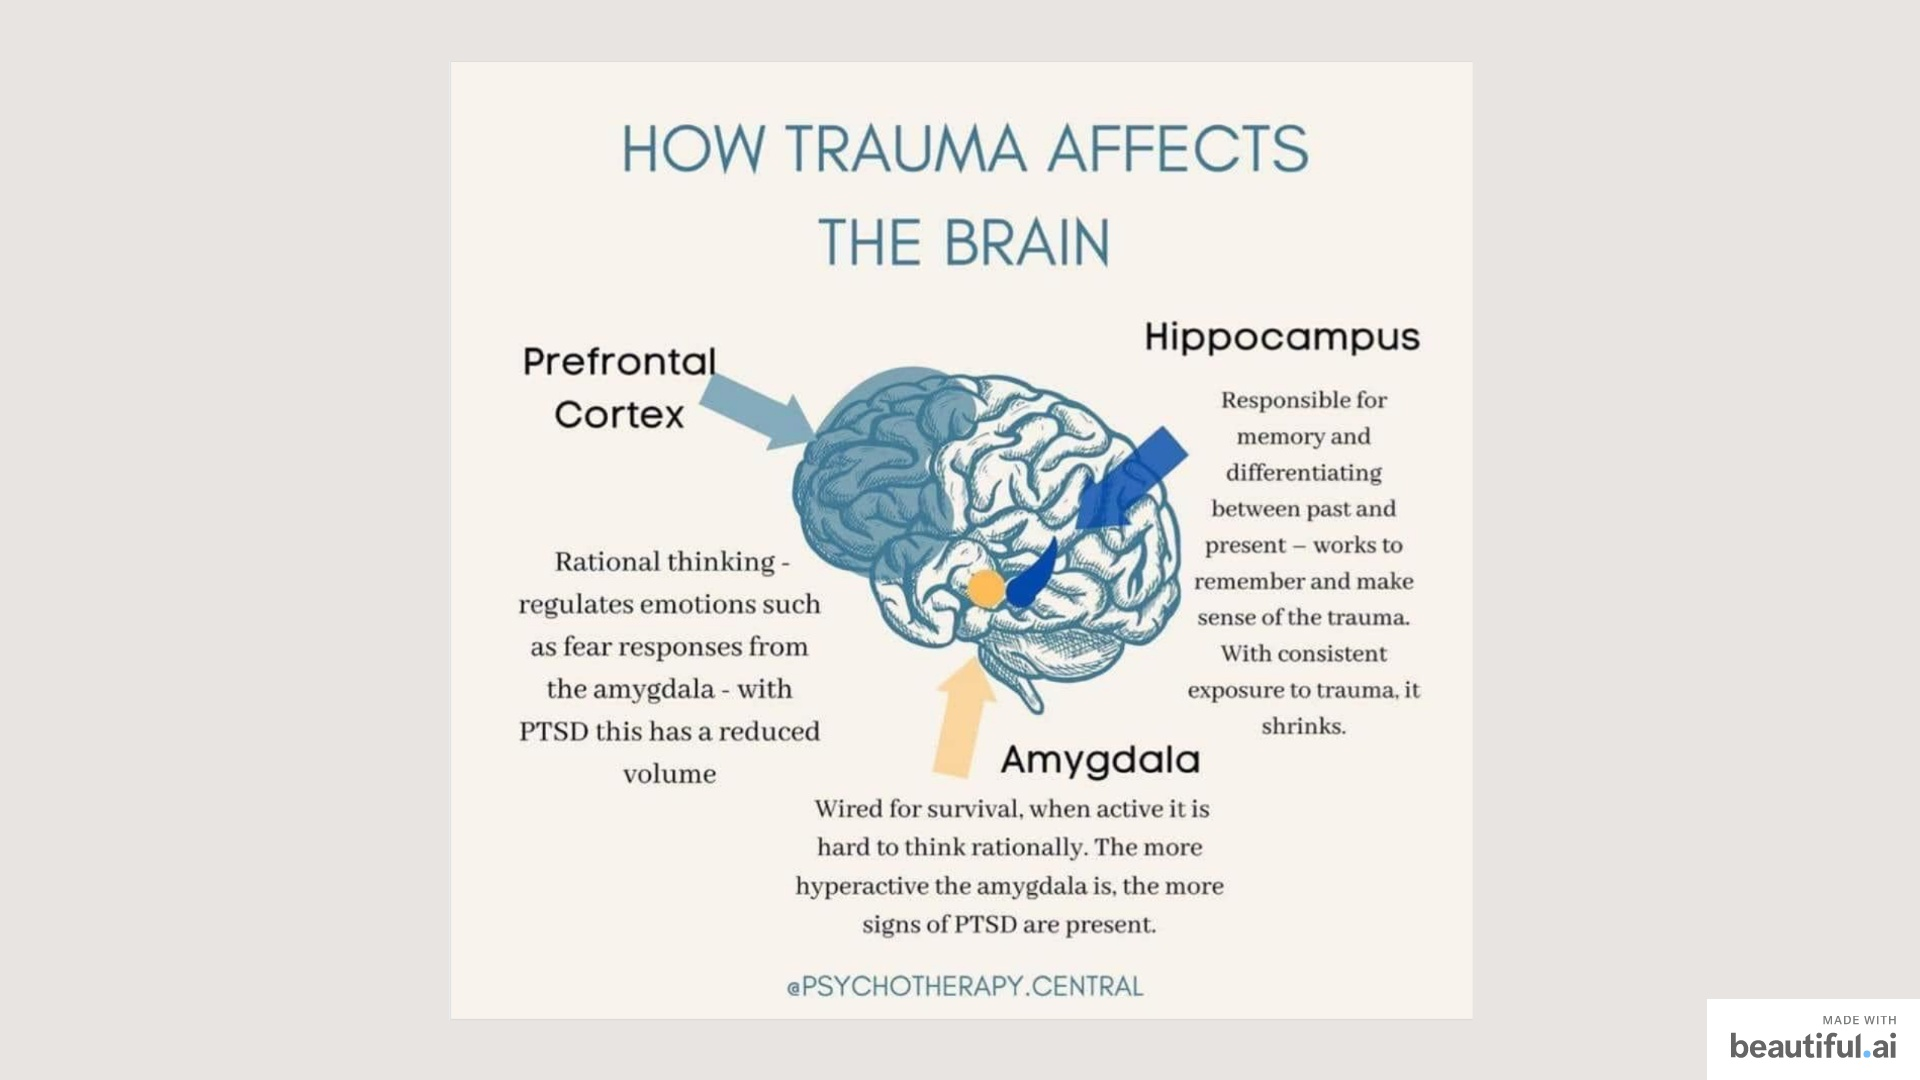 HOW TRAUMA AFFECTS
THE BRAIN
Prefrontal
Cortex
Rational thinking -
regulates emotions such
as fear responses from
the amygdala - with
PTSD this has a reduced
volume
Hippocampus
Responsible for
memory and
differentiating
between past and
present – works to
remember and make
sense of the trauma.
With consistent
exposure to trauma, it
shrinks.
Amygdala
Wired for survival, when active it is
hard to think rationally. The more
hyperactive the amygdala is, the more
signs of PTSD are present.
@PSYCHOTHERAPY.CENTRAL
MADE WITH
beautiful.ai